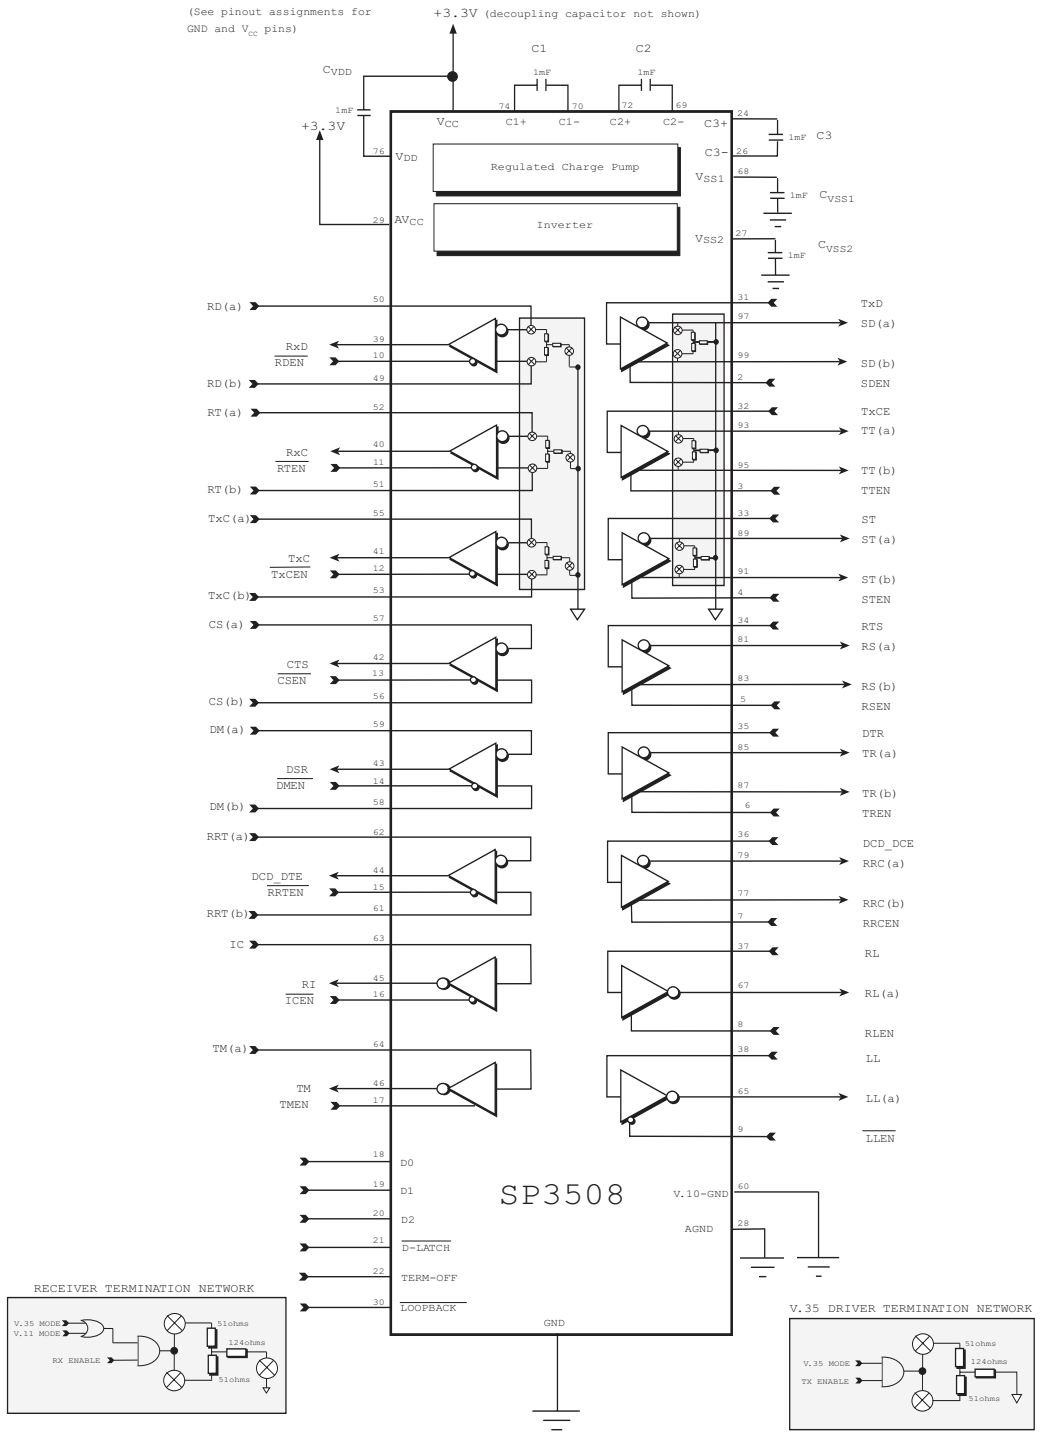 (See pinout assignments for
GND and VCC pins)
+3.3V (decoupling capacitor not shown)
C1
C2
CVDD
1mF
1mF
1mF
+3.3V
74
70
72
69
VCC
C1+
C1-
C2+
C2-
24
C3+
1mF C3
26
C3-
76
VDD
Regulated Charge Pump
68
VSS1
1mF CVSS1
29
AVCC
Inverter
27
VSS2
1mF CVSS2
RD(a) 50
RxD 39
RDEN 10
RD(b) 49
RT(a) 52
RxC 40
RTEN 11
RT(b) 51
TxC(a) 55
TxC 41
TxCEN 12
TxC(b) 53
CS(a) 57
CTS 42
CSEN 13
CS(b) 56
DM(a) 59
DSR 43
DMEN 14
DM(b) 58
RRT(a) 62
DCD_DTE 44
RRTEN 15
RRT(b) 61
IC 63
RI 45
ICEN 16
TM(a) 64
TM 46
TMEN 17
31 TxD
97 SD(a)
99 SD(b)
2 SDEN
32 TxCE
93 TT(a)
95 TT(b)
3 TTEN
33 ST
89 ST(a)
91 ST(b)
4 STEN
34 RTS
81 RS(a)
83 RS(b)
5 RSEN
35 DTR
85 TR(a)
87 TR(b)
6 TREN
36 DCD_DCE
79 RRC(a)
77 RRC(b)
7 RRCEN
37 RL
67 RL(a)
8 RLEN
38 LL
65 LL(a)
9 LLEN
18 D0
19 D1
20 D2
21 D-LATCH
22 TERM-OFF
30 LOOPBACK
SP3508
V.10-GND 60
AGND 28
GND
RECEIVER TERMINATION NETWORK
V.35 MODE
V.11 MODE
RX ENABLE
51ohms
124ohms
51ohms
V.35 DRIVER TERMINATION NETWORK
V.35 MODE
TX ENABLE
51ohms
124ohms
51ohms